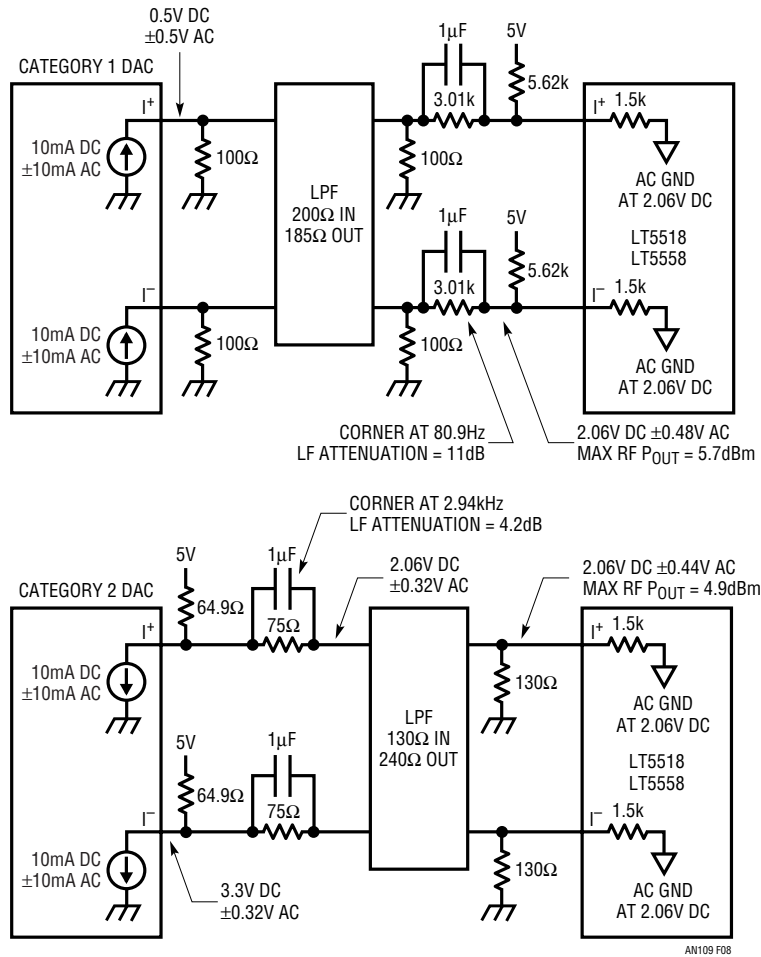 0.5V DC
±0.5V AC
CATEGORY 1 DAC
I+
10mA DC
±10mA AC
100Ω
I–
10mA DC
±10mA AC
100Ω
LPF
200Ω IN
185Ω OUT
1µF
3.01k
5V
5.62k
100Ω
1µF
3.01k
5V
5.62k
100Ω
I+
1.5k
AC GND
AT 2.06V DC
LT5518
LT5558
I–
1.5k
AC GND
AT 2.06V DC
CORNER AT 80.9Hz
LF ATTENUATION = 11dB
2.06V DC ±0.48V AC
MAX RF POUT = 5.7dBm
CORNER AT 2.94kHz
LF ATTENUATION = 4.2dB
CATEGORY 2 DAC
I+
10mA DC
±10mA AC
5V
64.9Ω
1µF
75Ω
2.06V DC
±0.32V AC
I–
10mA DC
±10mA AC
5V
64.9Ω
1µF
75Ω
3.3V DC
±0.32V AC
LPF
130Ω IN
240Ω OUT
2.06V DC ±0.44V AC
MAX RF POUT = 4.9dBm
130Ω
130Ω
I+
1.5k
AC GND
AT 2.06V DC
LT5518
LT5558
I–
1.5k
AC GND
AT 2.06V DC
AN109 F08